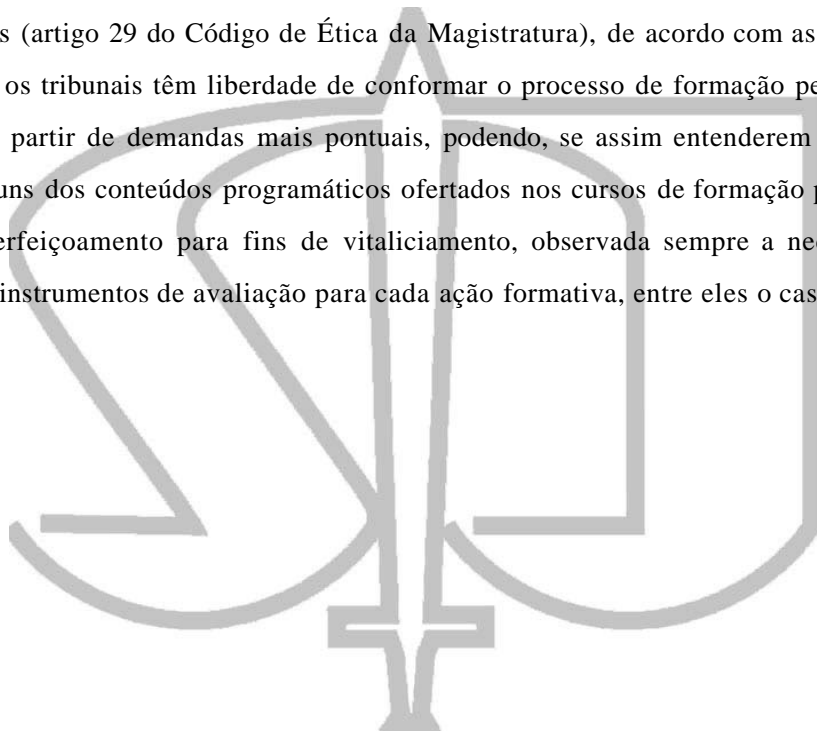 s (artigo 29 do Código de Ética da Magistratura), de acordo com as
os tribunais têm liberdade de conformar o processo de formação pe
partir de demandas mais pontuais, podendo, se assim entenderem
uns dos conteúdos programáticos ofertados nos cursos de formação p
erfeiçoamento para fins de vitaliciamento, observada sempre a nec
instrumentos de avaliação para cada ação formativa, entre eles o cas